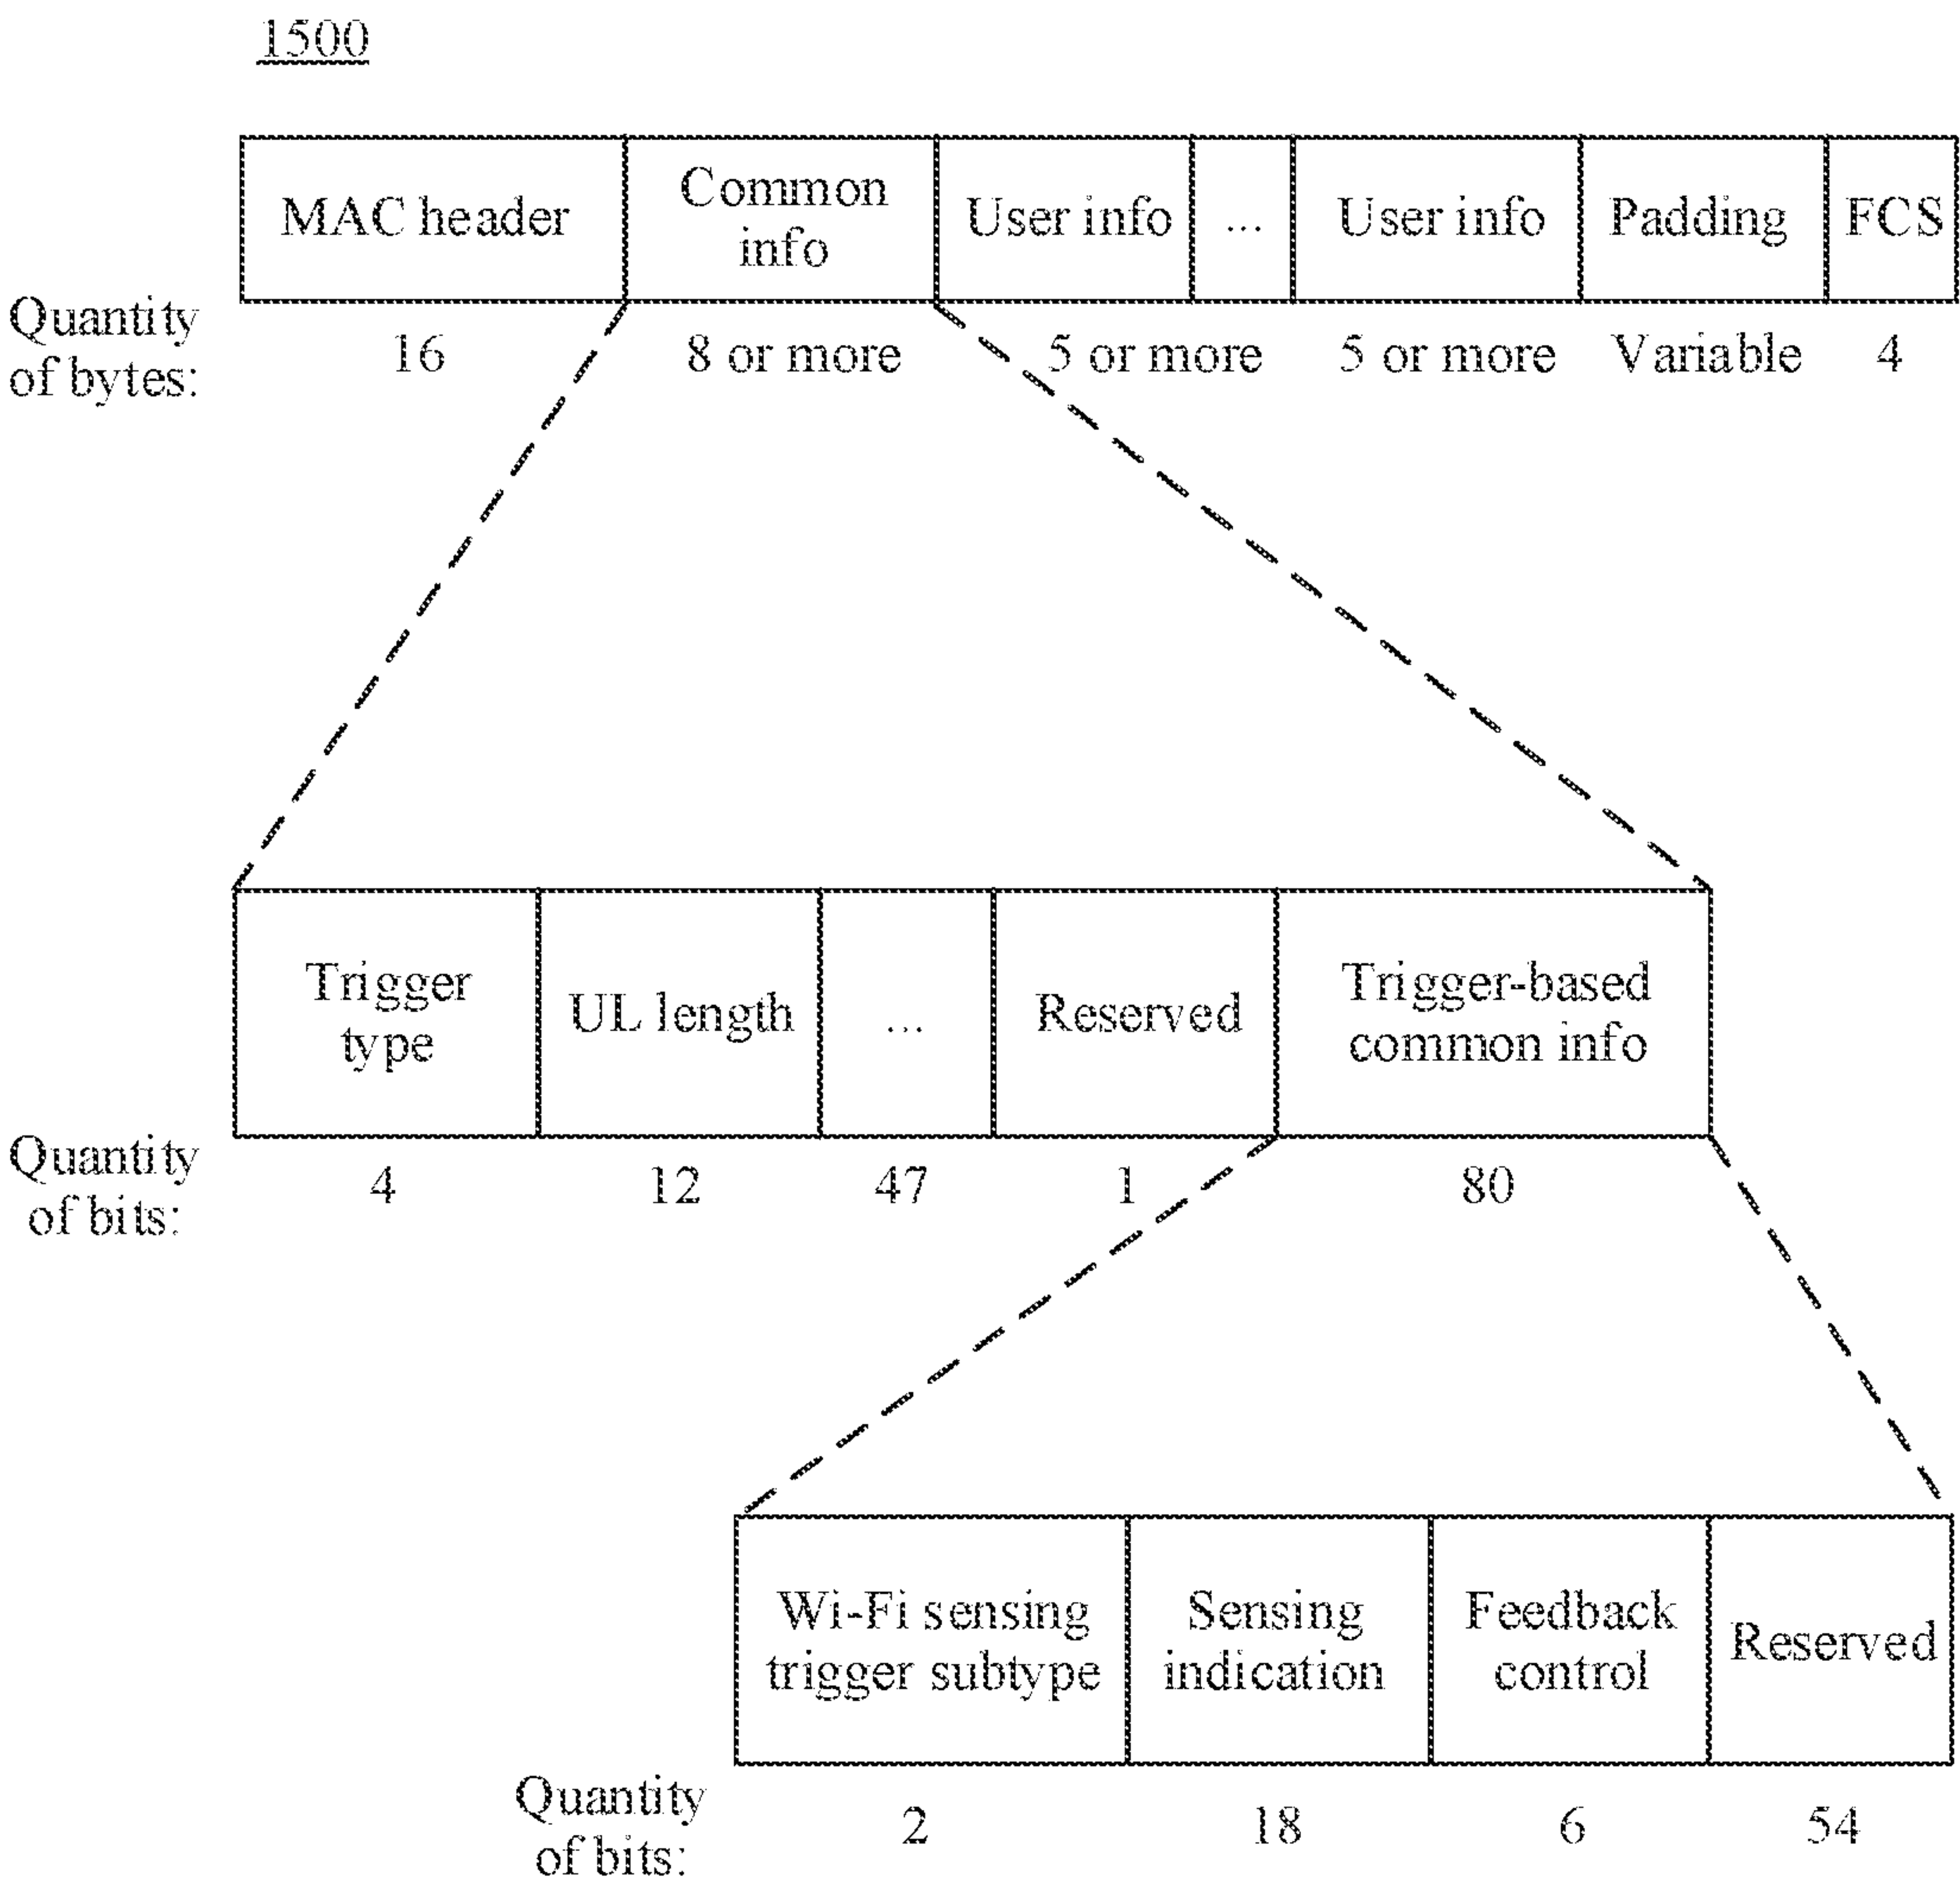 1500
MAC header
Common
info
User info
...
User info
Padding
FCS
Quantity
of bytes:
16
8 or more
5 or more
5 or more
Variable
4
Trigger
type
UL length
...
Reserved
Trigger-based
common info
Quantity
of bits:
4
12
47
1
80
Wi-Fi sensing
trigger subtype
Sensing
indication
Feedback
control
Reserved
Quantity
of bits:
2
18
6
54